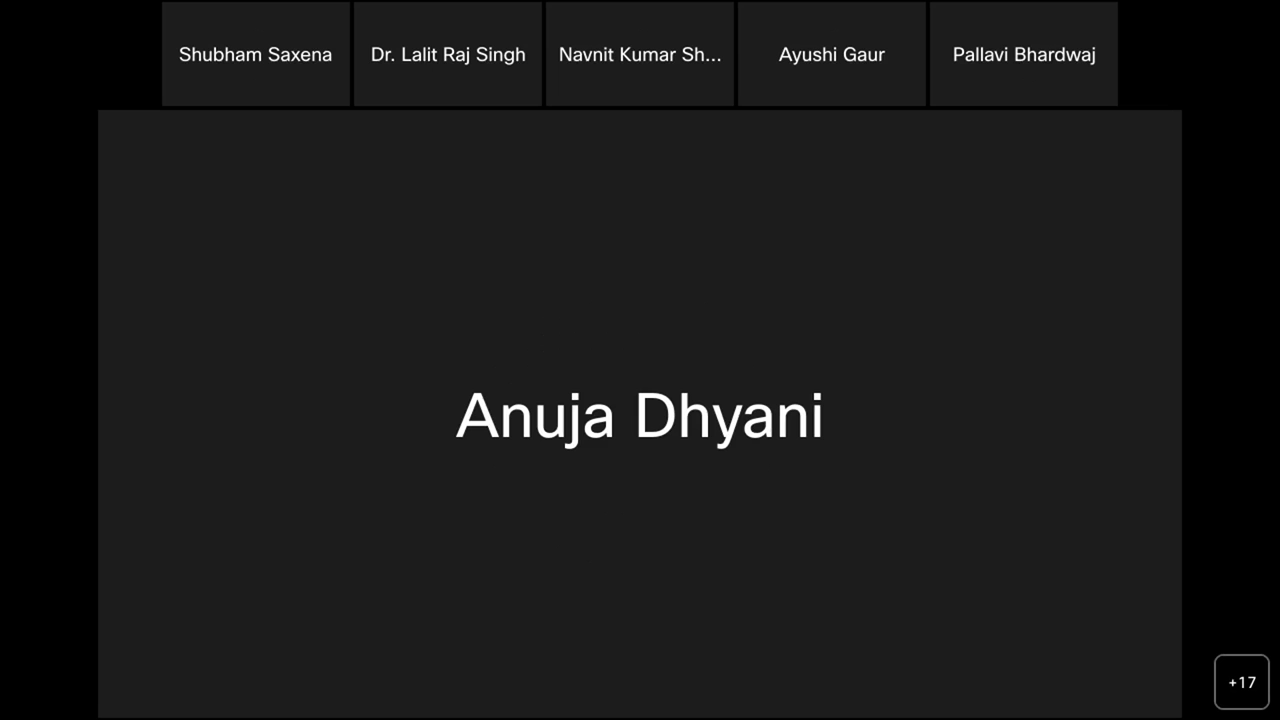 Shubham Saxena
Dr. Lalit Raj Singh
Navnit Kumar Sh...
Ayushi Gaur
Pallavi Bhardwaj
Anuja Dhyani
+17